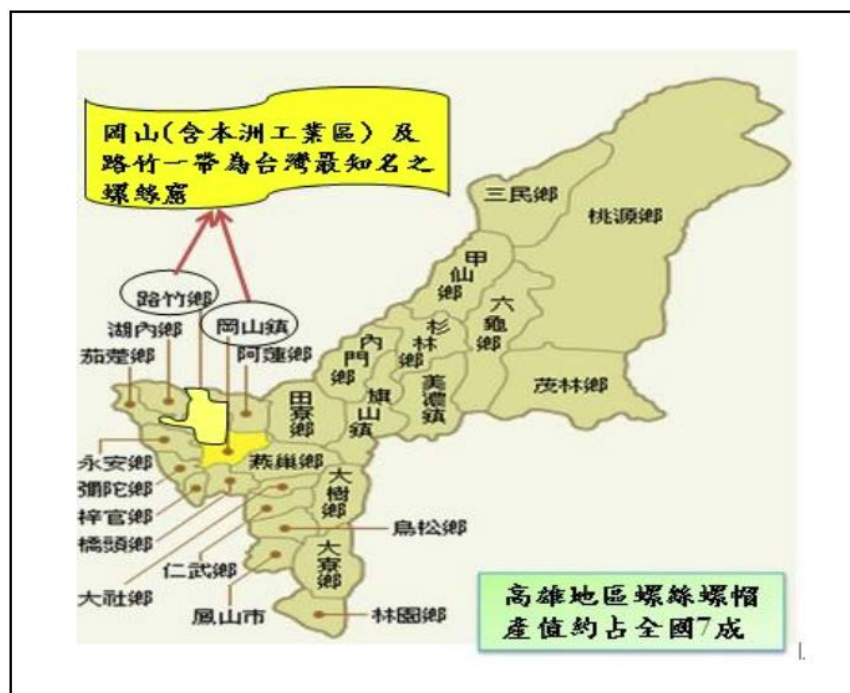 岡山(含本洲工業區) 及
路竹一帶為台灣最知名之
螺絲窟
三民鄉
桃源鄉
甲仙鄉
六龜鄉
路竹鄉
杉林鄉
湖內鄉
岡山鎮
內門鄉
茄萣鄉
阿蓮鄉
美濃鎮
茂林鄉
田寮鄉
旗山鎮
永安鄉
燕巢鄉
彌陀鄉
大樹鄉
梓官鄉
橋頭鄉
鳥松鄉
仁武鄉
大寮鄉
大社鄉
鳳山市
林園鄉
高雄地區螺絲螺帽
產值約占全國7成